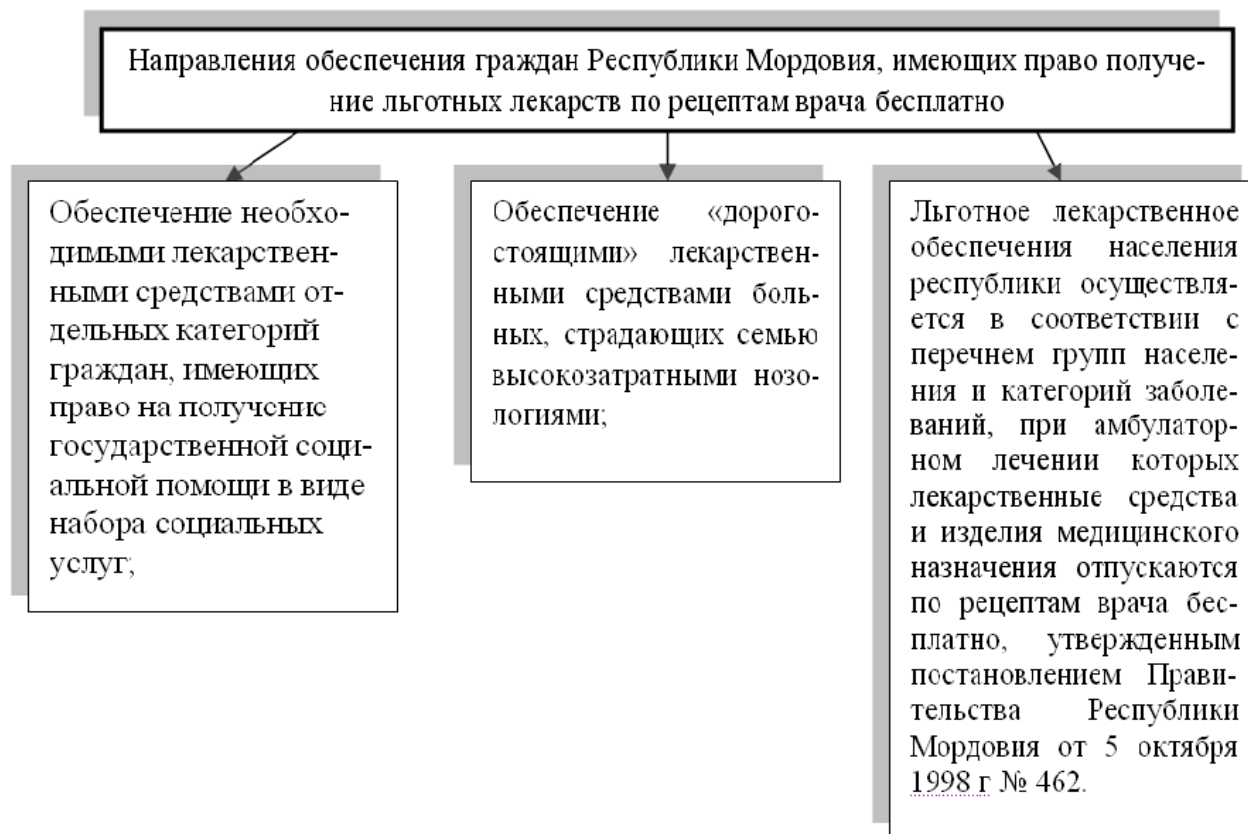 Направления обеспечения граждан Республики Мордовия, имеющих право получе-
ние льготных лекарств по рецептам врача бесплатно
Обеспечение необхо-
димыми лекарствен-
ными средствами от-
дельных категорий
граждан, имеющих
право на получение
государственной соци-
альной помощи в виде
набора социальных
услуг;
Обеспечение «дорого-
стоящими» лекарствен-
ными средствами боль-
ных, страдающих семью
высокозатратными нозо-
логиями;
Льготное лекарственное
обеспечения населения
республики осуществля-
ется в соответствии с
перечнем групп населе-
ния и категорий заболе-
ваний, при амбулатор-
ном лечении которых
лекарственные средства
и изделия медицинского
назначения отпускаются
по рецептам врача бес-
платно, утвержденным
постановлением Прави-
тельства Республики
Мордовия от 5 октября
1998 г № 462.